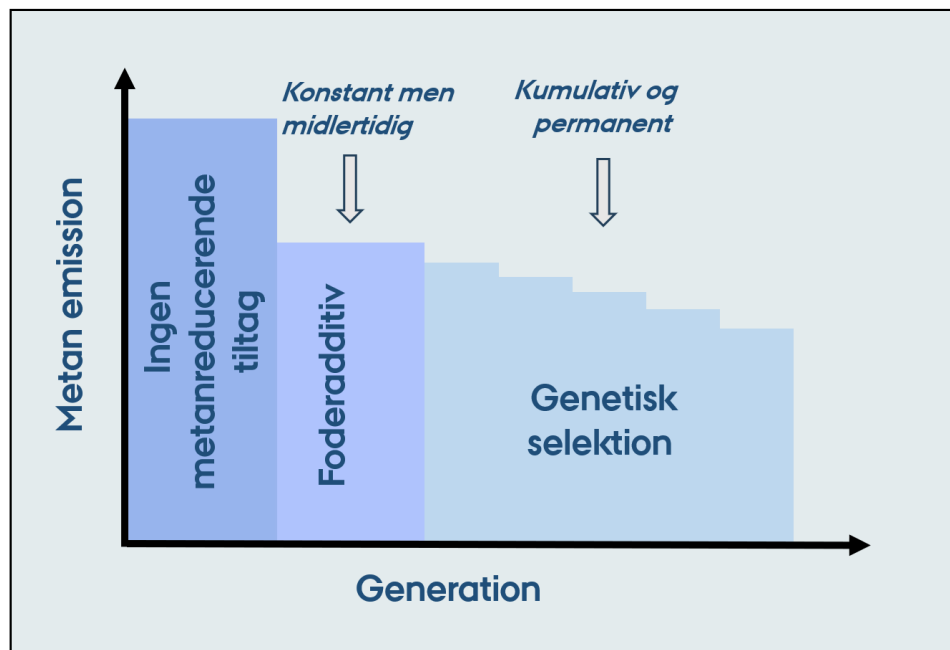 Konstant men
midlertidig
Kumulativ og
permanent
Metan emission
Ingen
metanreducerende
tiltag
Foderadditiv
Genetisk
selektion
Generation